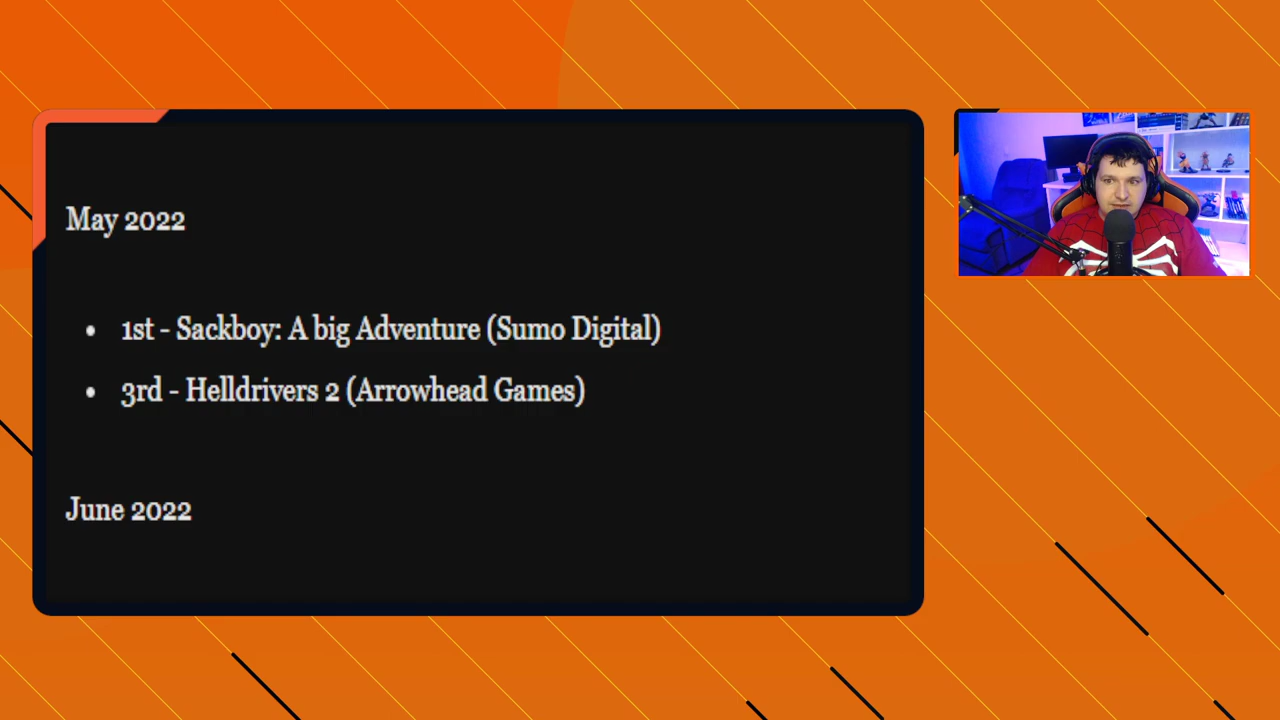 May 2022
• 1st - Sackboy: A big Adventure (Sumo Digital)
• 3rd - Helldrivers 2 (Arrowhead Games)
June 2022